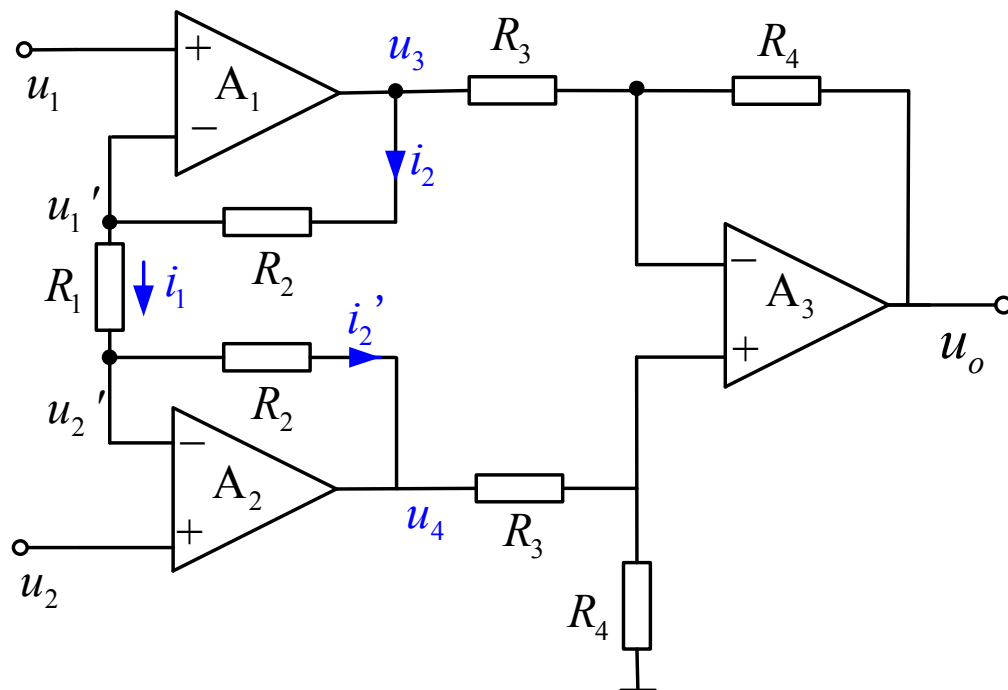 u₃ R₃ R₄
+ A₁
u₁
−
i₂
u₁′
R₂
R₁ i₁ − A₃
i₂’
+ uₒ
R₂
u₂′
−
A₂
u₄ R₃
+
u₂
R₄